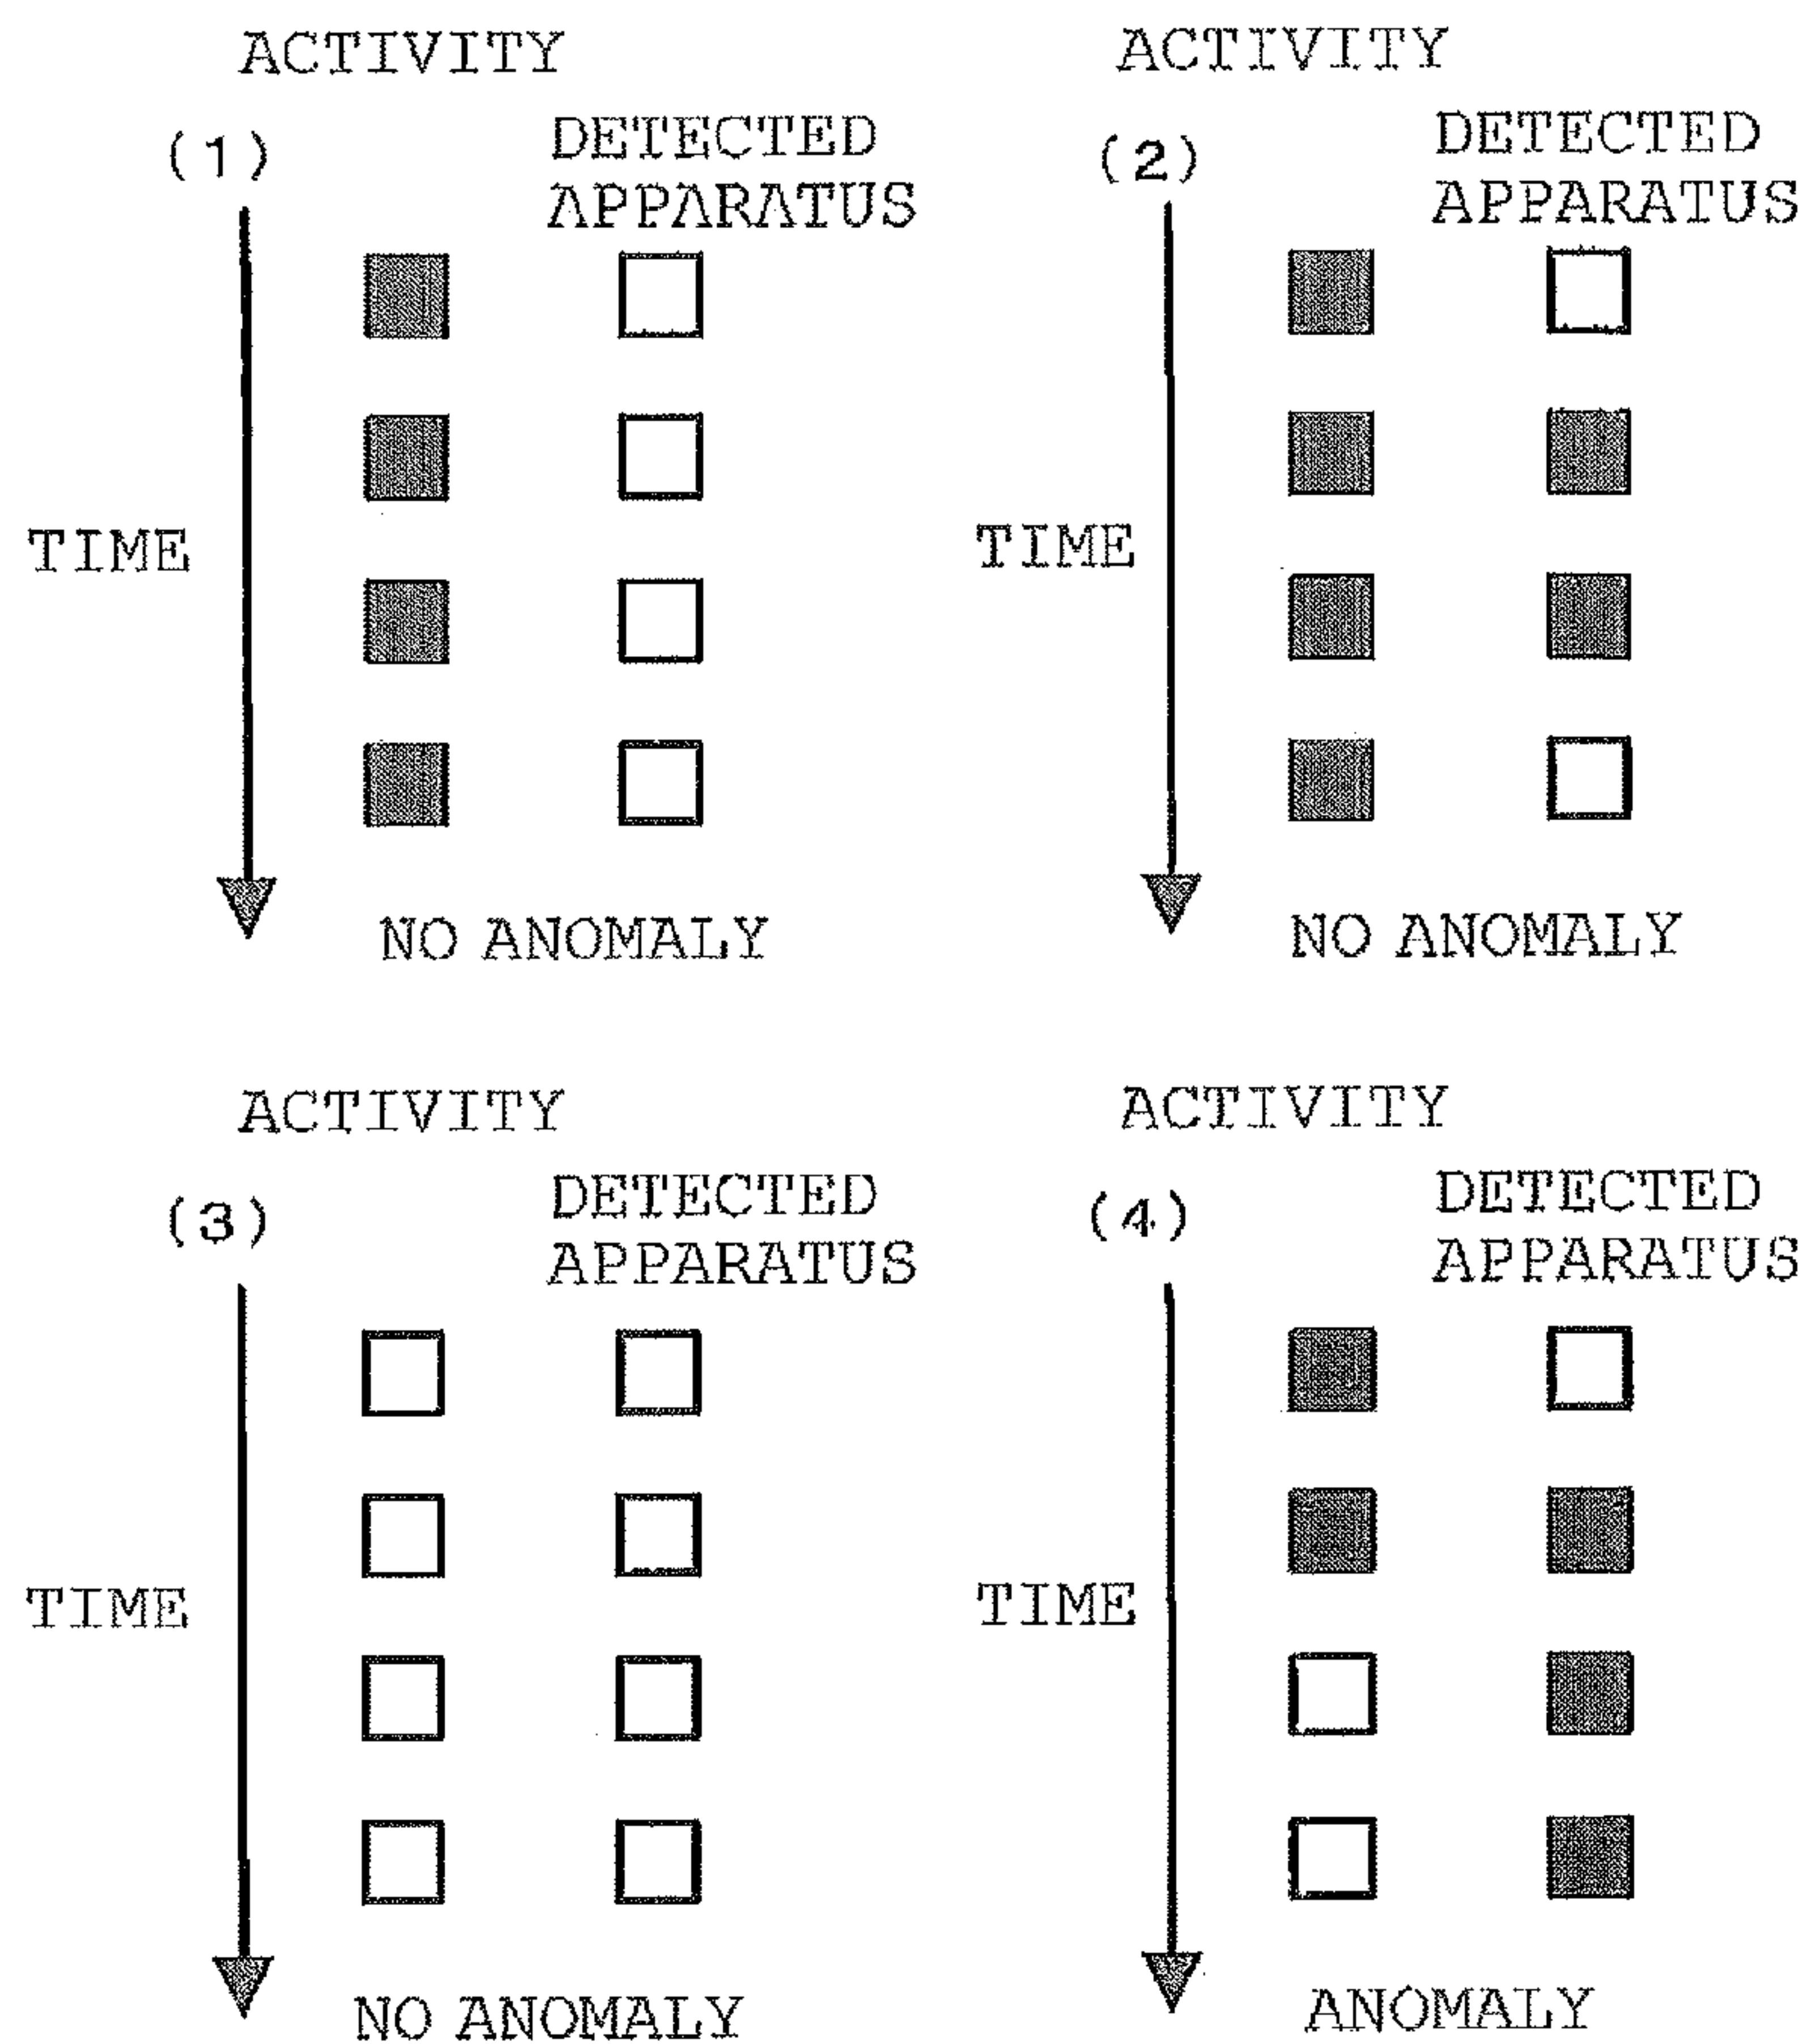 ACTIVITY
(1)
DETECTED
APPARATUS
TIME
NO ANOMALY
ACTIVITY
(2)
DETECTED
APPARATUS
TIME
NO ANOMALY
ACTIVITY
(3)
DETECTED
APPARATUS
TIME
NO ANOMALY
ACTIVITY
(4)
DETECTED
APPARATUS
TIME
ANOMALY